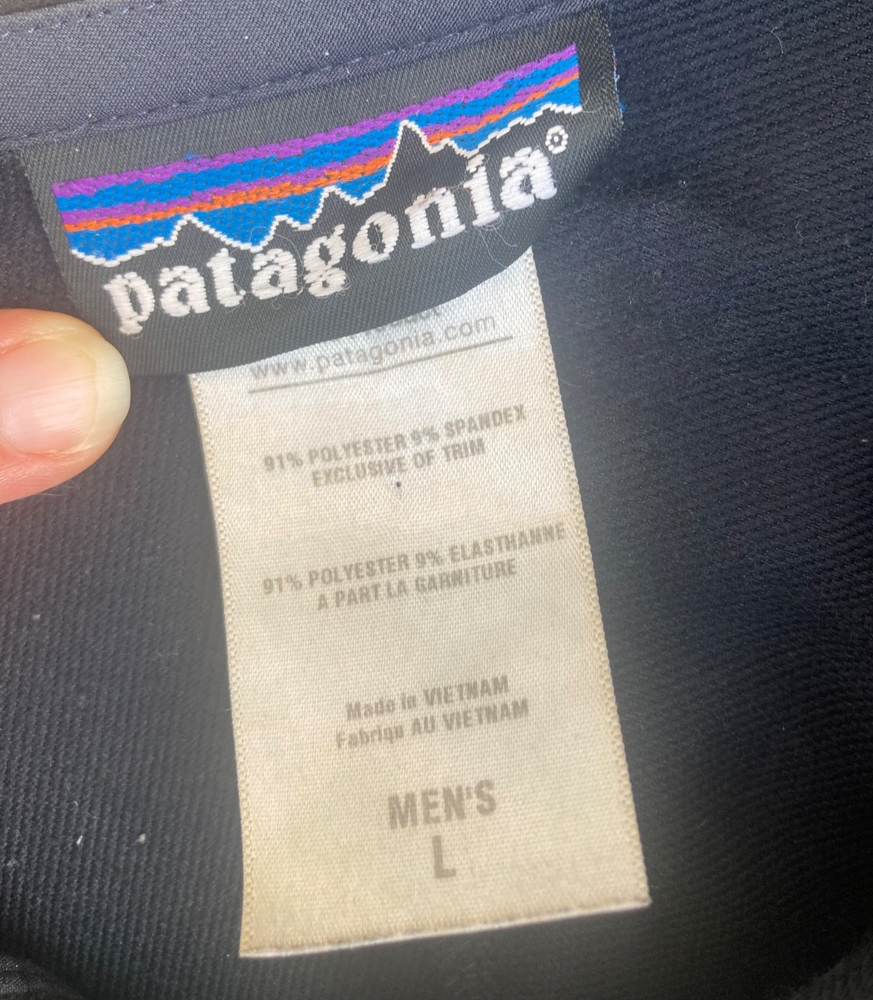 patagonia®
www.patagonia.com
91% POLYESTER 9% SPANDEX
EXCLUSIVE OF TRIM
91% POLYESTER 9% ELASTHANNE
A PART LA GARNITURE
Made in VIETNAM
Fabriqu AU VIETNAM
MEN'S
L